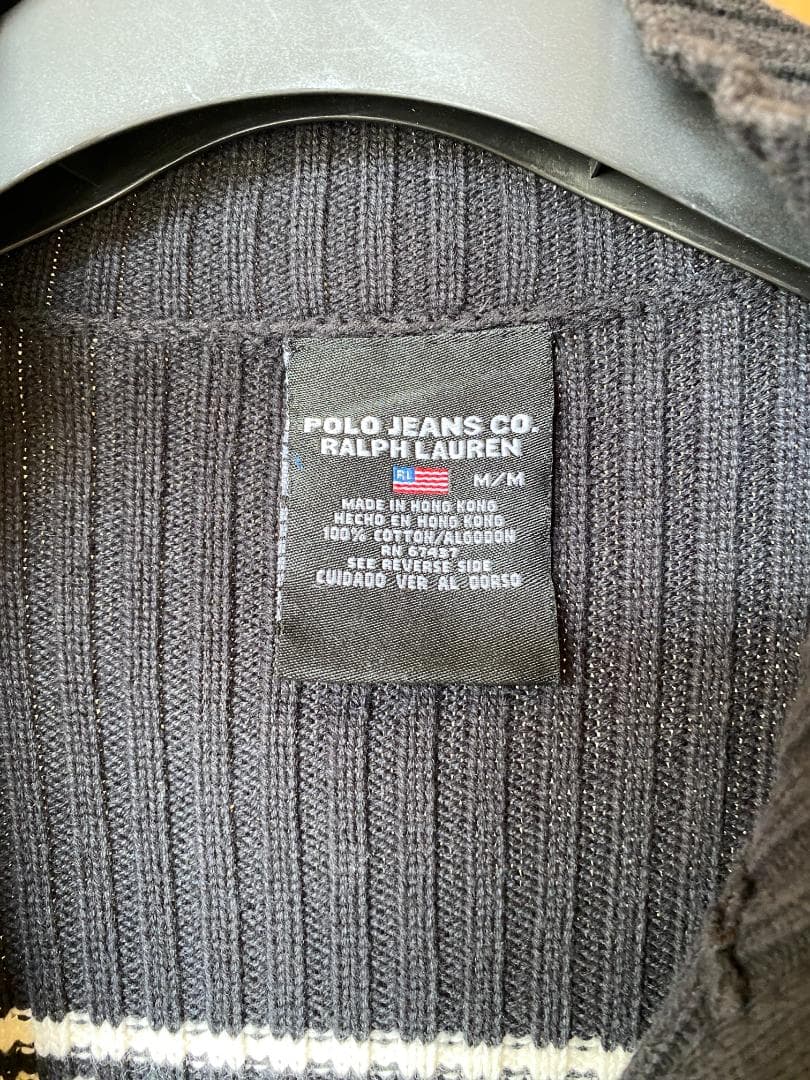 POLO JEANS CO.
RALPH LAUREN
RL M/M
MADE IN HONG KONG
HECHO EN HONG KONG
100% COTTON/ALGODON
RN 67437
SEE REVERSE SIDE
CUIDADO VER AL DORSO